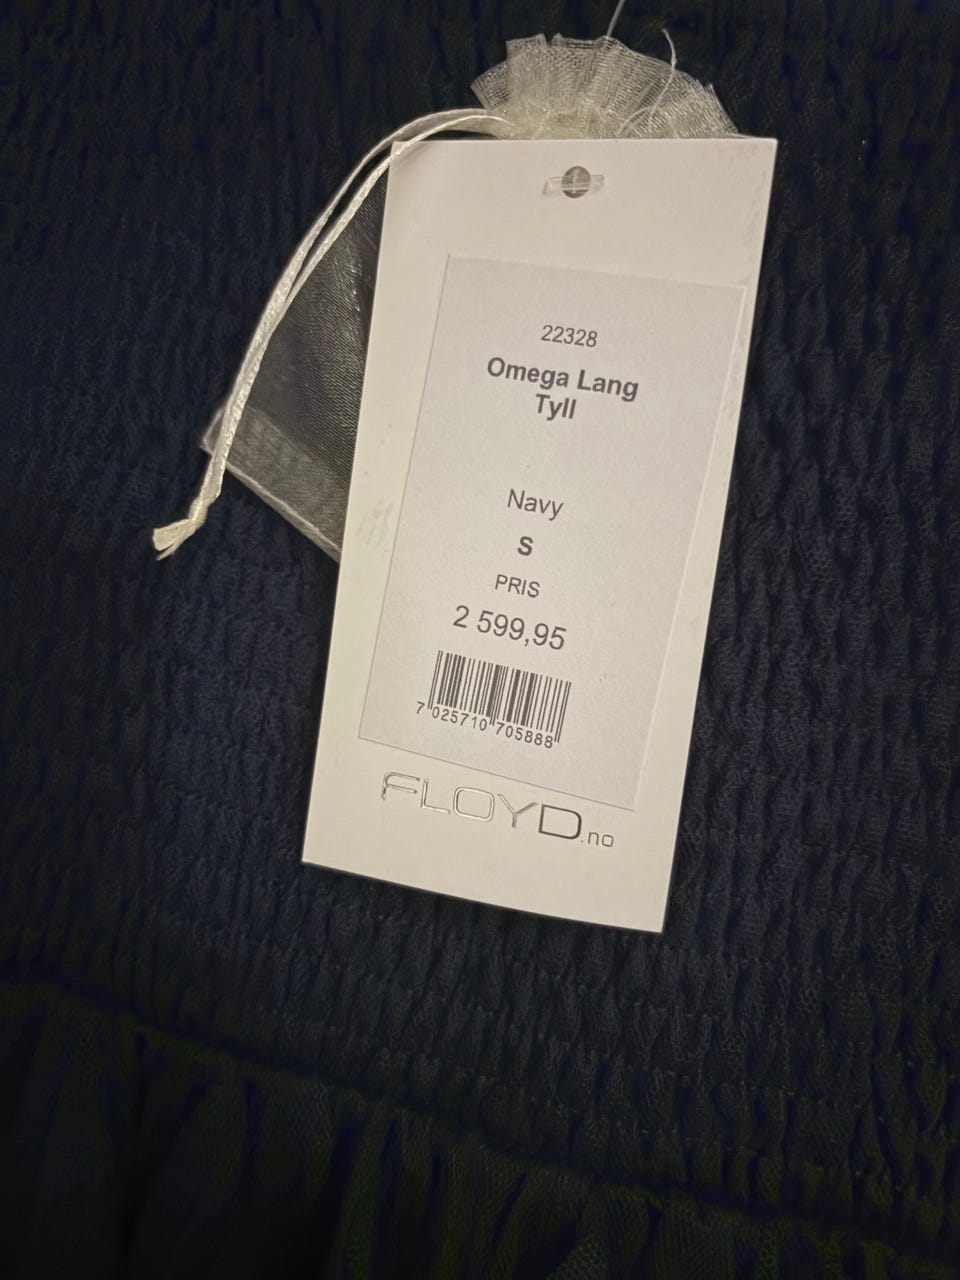 22328
Omega Lang
Tyll
Navy
S
PRIS
2 599,95
7 025710 705888
FLOYD.no